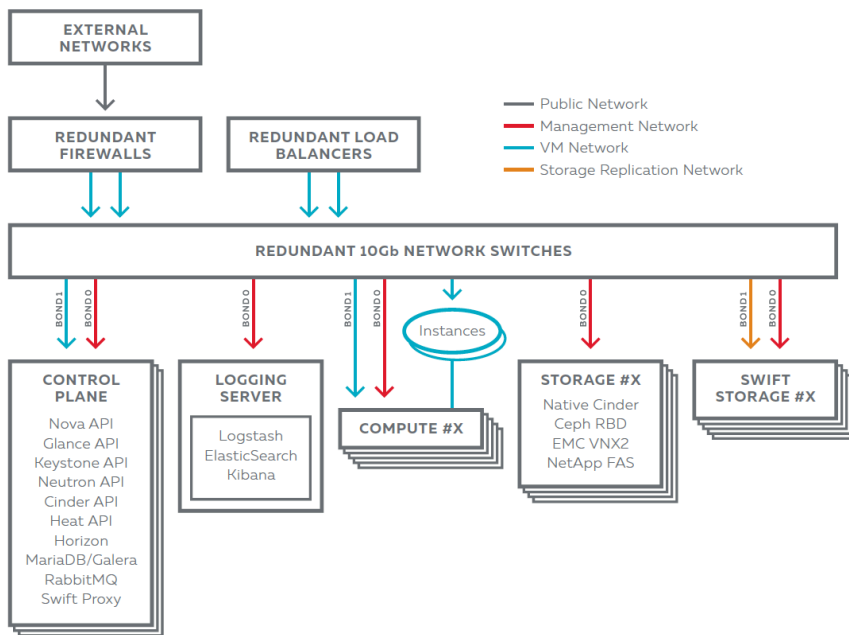 EXTERNAL
NETWORKS
REDUNDANT
FIREWALLS
REDUNDANT LOAD
BALANCERS
Public Network
Management Network
VM Network
Storage Replication Network
REDUNDANT 10Gb NETWORK SWITCHES
BOND1
BOND0
BOND0
BOND1
BOND0
BOND0
BOND1
BOND0
Instances
CONTROL
PLANE
Nova API
Glance API
Keystone API
Neutron API
Cinder API
Heat API
Horizon
MariaDB/Galera
RabbitMQ
Swift Proxy
LOGGING
SERVER
Logstash
ElasticSearch
Kibana
COMPUTE #X
STORAGE #X
Native Cinder
Ceph RBD
EMC VNX2
NetApp FAS
SWIFT
STORAGE #X